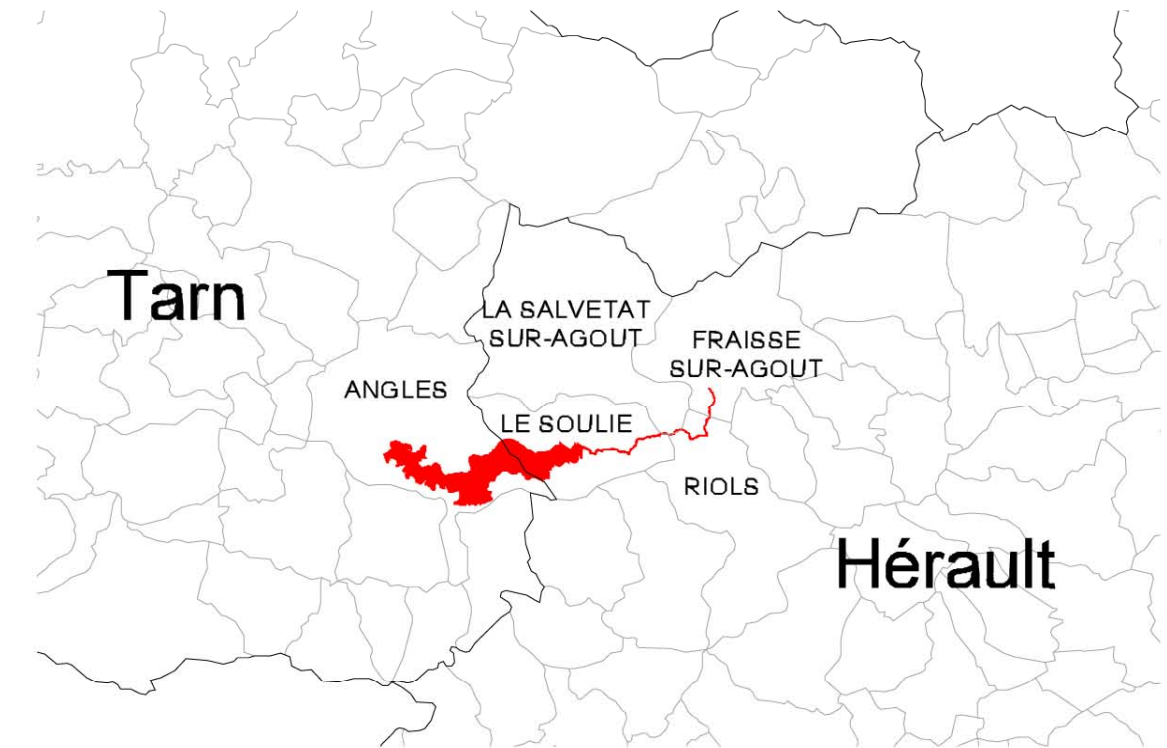 Tarn
LA SALVETAT
SUR-AGOUT
FRAISSE
SUR-AGOUT
ANGLES
LE SOULIE
RIOLS
Hérault